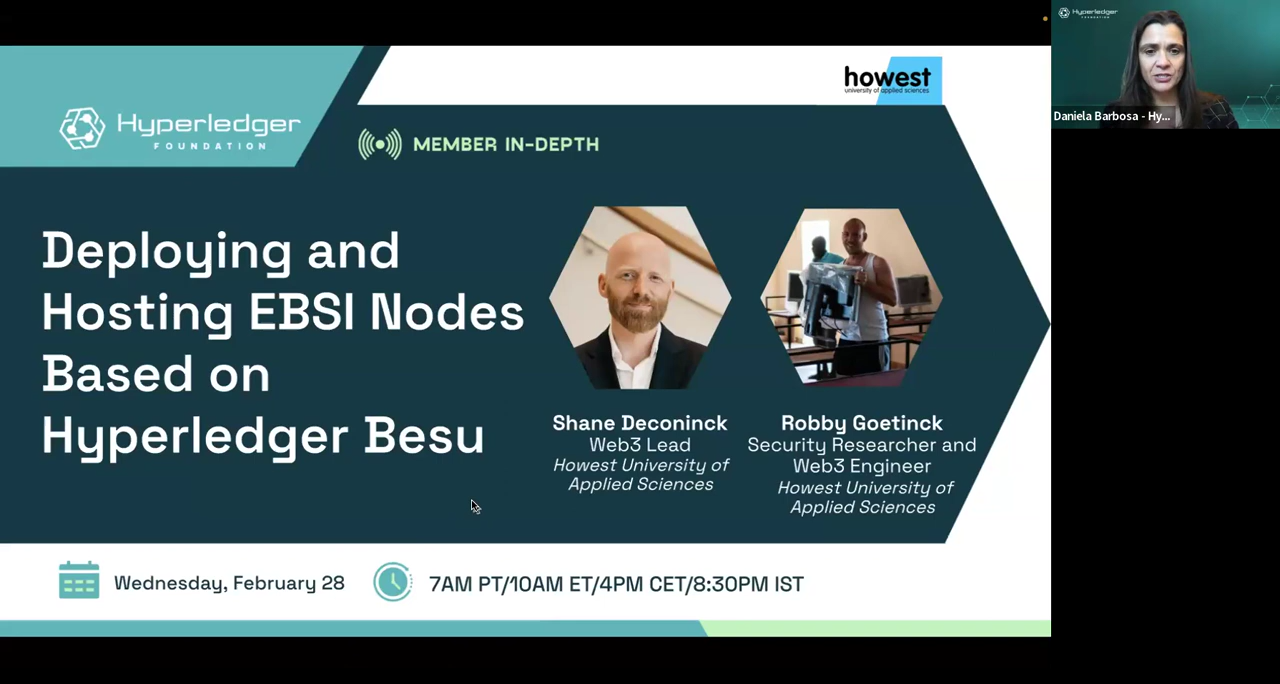 howest
university of applied sciences
Hyperledger
FOUNDATION
MEMBER IN-DEPTH
Deploying and
Hosting EBSI Nodes
Based on
Hyperledger Besu
Shane Deconinck
Web3 Lead
Howest University of
Applied Sciences
Robby Goetinck
Security Researcher and
Web3 Engineer
Howest University of
Applied Sciences
Wednesday, February 28
7AM PT/10AM ET/4PM CET/8:30PM IST
Hyperledger
FOUNDATION
Daniela Barbosa - Hy...